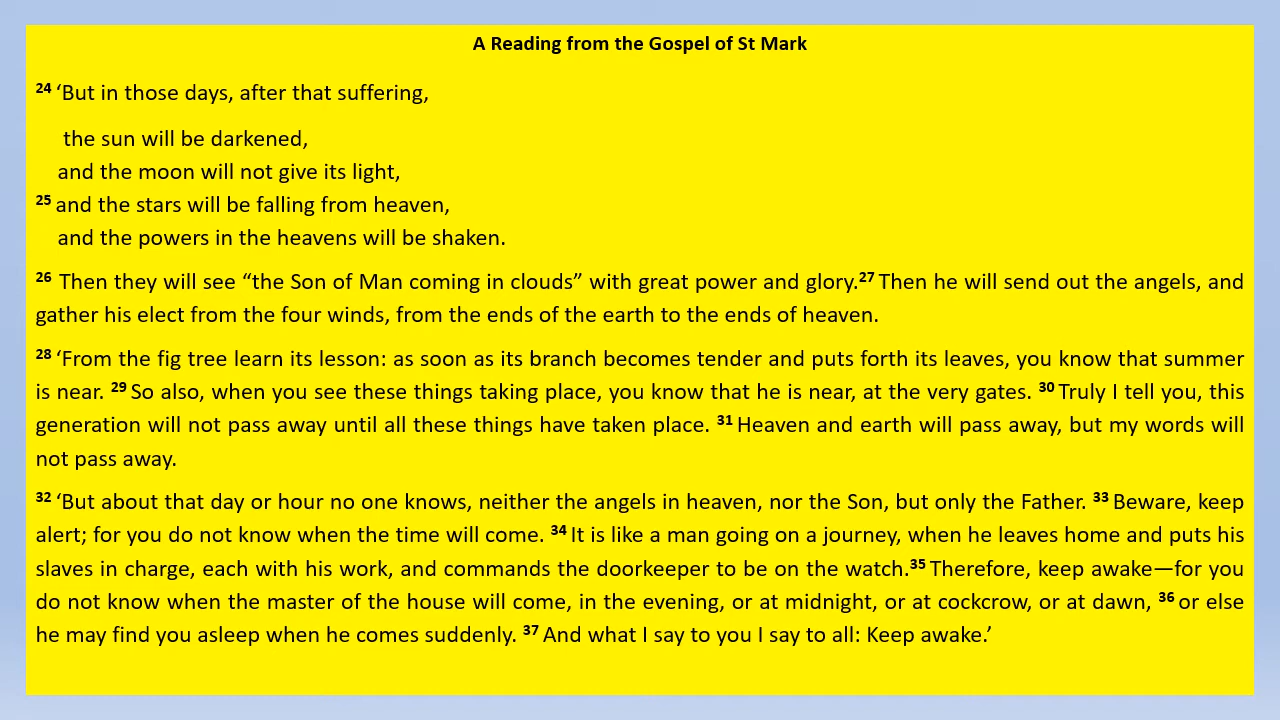 A Reading from the Gospel of St Mark
24 ‘But in those days, after that suffering,
the sun will be darkened,
and the moon will not give its light,
25 and the stars will be falling from heaven,
and the powers in the heavens will be shaken.
26 Then they will see “the Son of Man coming in clouds” with great power and glory.27 Then he will send out the angels, and
gather his elect from the four winds, from the ends of the earth to the ends of heaven.
28 ‘From the fig tree learn its lesson: as soon as its branch becomes tender and puts forth its leaves, you know that summer
is near. 29 So also, when you see these things taking place, you know that he is near, at the very gates. 30 Truly I tell you, this
generation will not pass away until all these things have taken place. 31 Heaven and earth will pass away, but my words will
not pass away.
32 ‘But about that day or hour no one knows, neither the angels in heaven, nor the Son, but only the Father. 33 Beware, keep
alert; for you do not know when the time will come. 34 It is like a man going on a journey, when he leaves home and puts his
slaves in charge, each with his work, and commands the doorkeeper to be on the watch.35 Therefore, keep awake—for you
do not know when the master of the house will come, in the evening, or at midnight, or at cockcrow, or at dawn, 36 or else
he may find you asleep when he comes suddenly. 37 And what I say to you I say to all: Keep awake.’